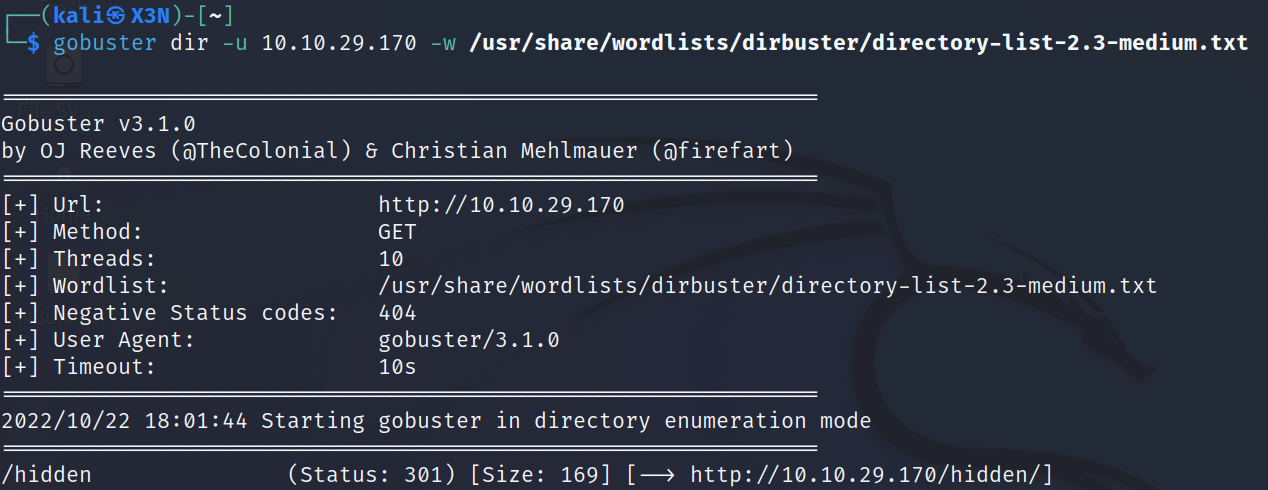 ┌──(kali㉿X3N)-[~]
└─$ gobuster dir -u 10.10.29.170 -w /usr/share/wordlists/dirbuster/directory-list-2.3-medium.txt
===============================================================
Gobuster v3.1.0
by OJ Reeves (@TheColonial) & Christian Mehlmauer (@firefart)
===============================================================
[+] Url:                     http://10.10.29.170
[+] Method:                  GET
[+] Threads:                 10
[+] Wordlist:                /usr/share/wordlists/dirbuster/directory-list-2.3-medium.txt
[+] Negative Status codes:   404
[+] User Agent:              gobuster/3.1.0
[+] Timeout:                 10s
===============================================================
2022/10/22 18:01:44 Starting gobuster in directory enumeration mode
===============================================================
/hidden               (Status: 301) [Size: 169] [--> http://10.10.29.170/hidden/]